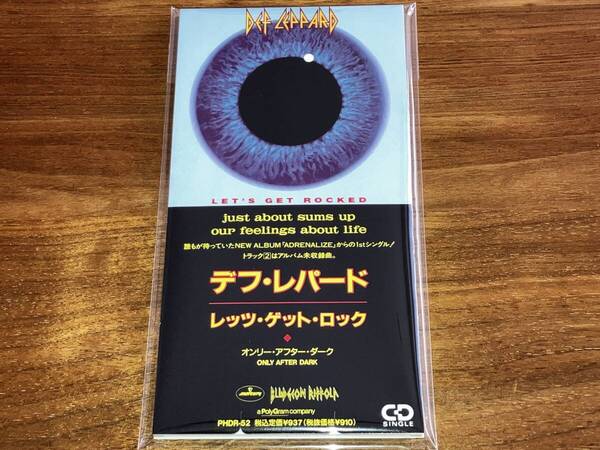 DEF LEPPARD
LET'S GET ROCKED
just about sums up
our feelings about life
誰もが待っていたNEW ALBUM「ADRENALIZE」からの1stシングル!
トラック②はアルバム未収録曲。
デフ・レパード
レッツ・ゲット・ロック
オンリー・アフター・ダーク
ONLY AFTER DARK
mercury
BLUDGEON RIFFOLA
a PolyGram company
PHDR-52 税込定価¥937(税抜価格¥910)
CD
SINGLE